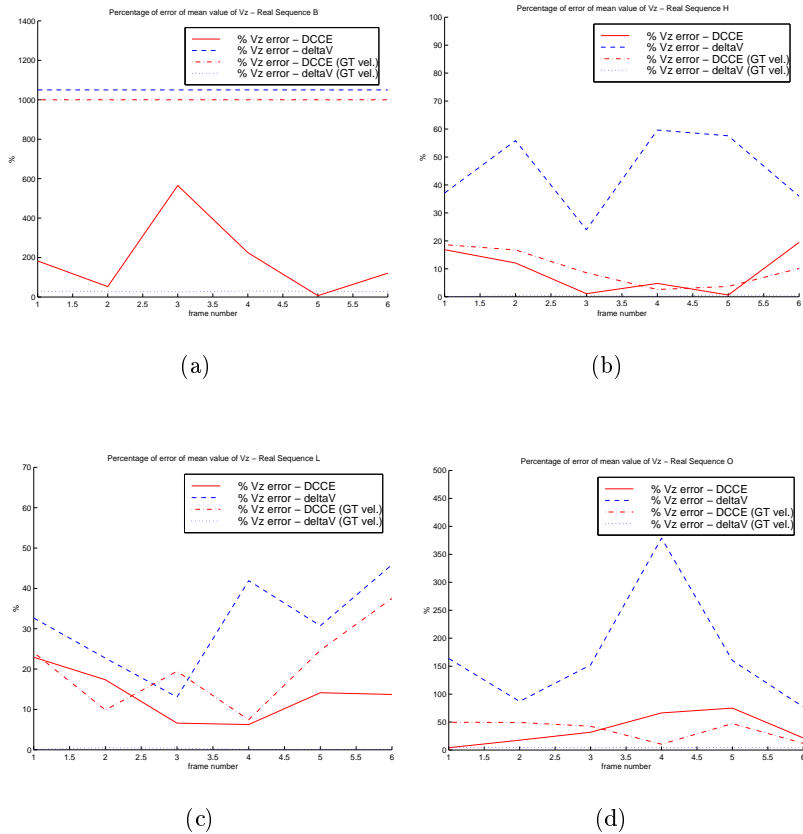 Percentage of error of mean value of Vz – Real Sequence B
1400
1200
1000
800
600
400
200
0
%
% Vz error – DCCE
% Vz error – deltaV
% Vz error – DCCE (GT vel.)
% Vz error – deltaV (GT vel.)
1 1.5 2 2.5 3 3.5 4 4.5 5 5.5 6
frame number
(a)
Percentage of error of mean value of Vz – Real Sequence H
100
90
80
70
60
50
40
30
20
10
0
%
% Vz error – DCCE
% Vz error – deltaV
% Vz error – DCCE (GT vel.)
% Vz error – deltaV (GT vel.)
1 1.5 2 2.5 3 3.5 4 4.5 5 5.5 6
frame number
(b)
Percentage of error of mean value of Vz – Real Sequence L
70
60
50
40
30
20
10
0
%
% Vz error – DCCE
% Vz error – deltaV
% Vz error – DCCE (GT vel.)
% Vz error – deltaV (GT vel.)
1 1.5 2 2.5 3 3.5 4 4.5 5 5.5 6
frame number
(c)
Percentage of error of mean value of Vz – Real Sequence O
500
450
400
350
300
250
200
150
100
50
0
%
% Vz error – DCCE
% Vz error – deltaV
% Vz error – DCCE (GT vel.)
% Vz error – deltaV (GT vel.)
1 1.5 2 2.5 3 3.5 4 4.5 5 5.5 6
frame number
(d)